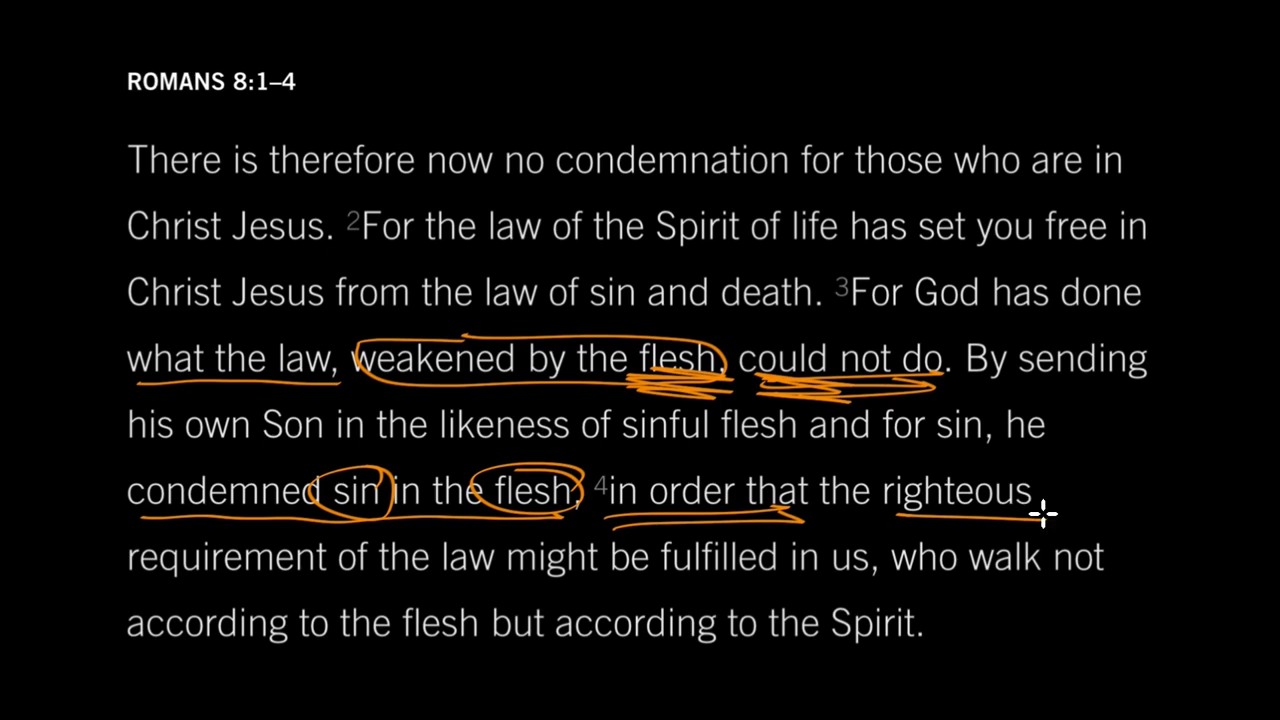 ROMANS 8:1–4
There is therefore now no condemnation for those who are in
Christ Jesus. 2For the law of the Spirit of life has set you free in
Christ Jesus from the law of sin and death. 3For God has done
what the law, weakened by the flesh, could not do. By sending
his own Son in the likeness of sinful flesh and for sin, he
condemned sin in the flesh, 4in order that the righteous
requirement of the law might be fulfilled in us, who walk not
according to the flesh but according to the Spirit.